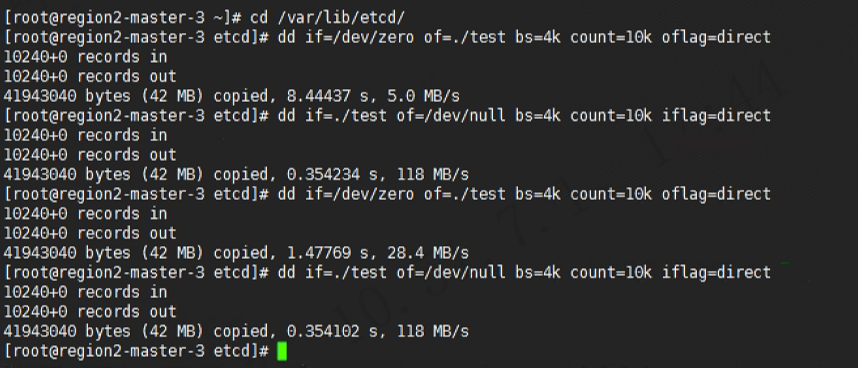 [root@region2-master-3 ~]# cd /var/lib/etcd/
[root@region2-master-3 etcd]# dd if=/dev/zero of=./test bs=4k count=10k oflag=direct
10240+0 records in
10240+0 records out
41943040 bytes (42 MB) copied, 8.44437 s, 5.0 MB/s
[root@region2-master-3 etcd]# dd if=./test of=/dev/null bs=4k count=10k iflag=direct
10240+0 records in
10240+0 records out
41943040 bytes (42 MB) copied, 0.354234 s, 118 MB/s
[root@region2-master-3 etcd]# dd if=/dev/zero of=./test bs=4k count=10k oflag=direct
10240+0 records in
10240+0 records out
41943040 bytes (42 MB) copied, 1.47769 s, 28.4 MB/s
[root@region2-master-3 etcd]# dd if=./test of=/dev/null bs=4k count=10k iflag=direct
10240+0 records in
10240+0 records out
41943040 bytes (42 MB) copied, 0.354102 s, 118 MB/s
[root@region2-master-3 etcd]#